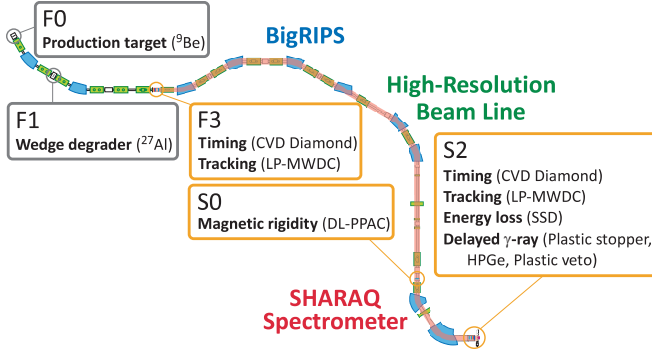 F0
Production target (⁹Be)
BigRIPS
High-Resolution
Beam Line
F1
Wedge degrader (²⁷Al)
F3
Timing (CVD Diamond)
Tracking (LP-MWDC)
S2
Timing (CVD Diamond)
Tracking (LP-MWDC)
Energy loss (SSD)
Delayed γ-ray (Plastic stopper,
HPGe, Plastic veto)
S0
Magnetic rigidity (DL-PPAC)
SHARAQ
Spectrometer